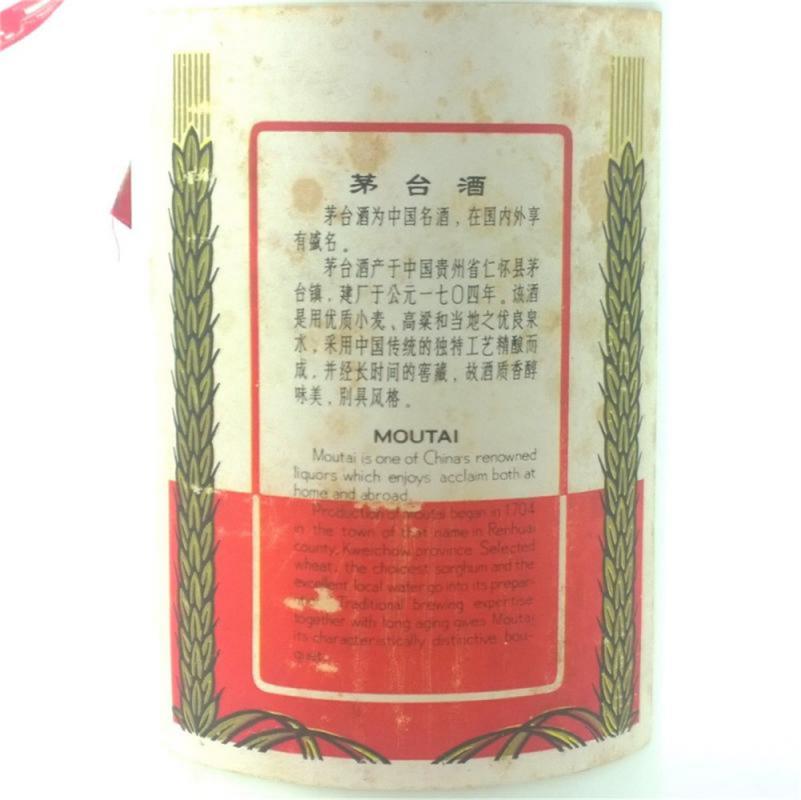 茅台酒
茅台酒为中国名酒，在国内外享
有盛名。
茅台酒产于中国贵州省仁怀县茅
台镇，建厂于公元一七〇四年。该酒
是用优质小麦、高粱和当地之优良泉
水，采用中国传统的独特工艺精酿而
成，并经长时间的窖藏，故酒质香醇
味美，别具风格。
MOUTAI
Moutai is one of China's renowned
liquors which enjoys acclaim both at
home and abroad.
Production of moutai began in 1704
in the town of that name in Renhuai
county, Kweichow province. Selected
wheat, the choicest sorghum and the
excellent local water go into its prepar-
Traditional brewing expertise
together with long aging gives Moutai
its characteristically distinctive bou-
quet.